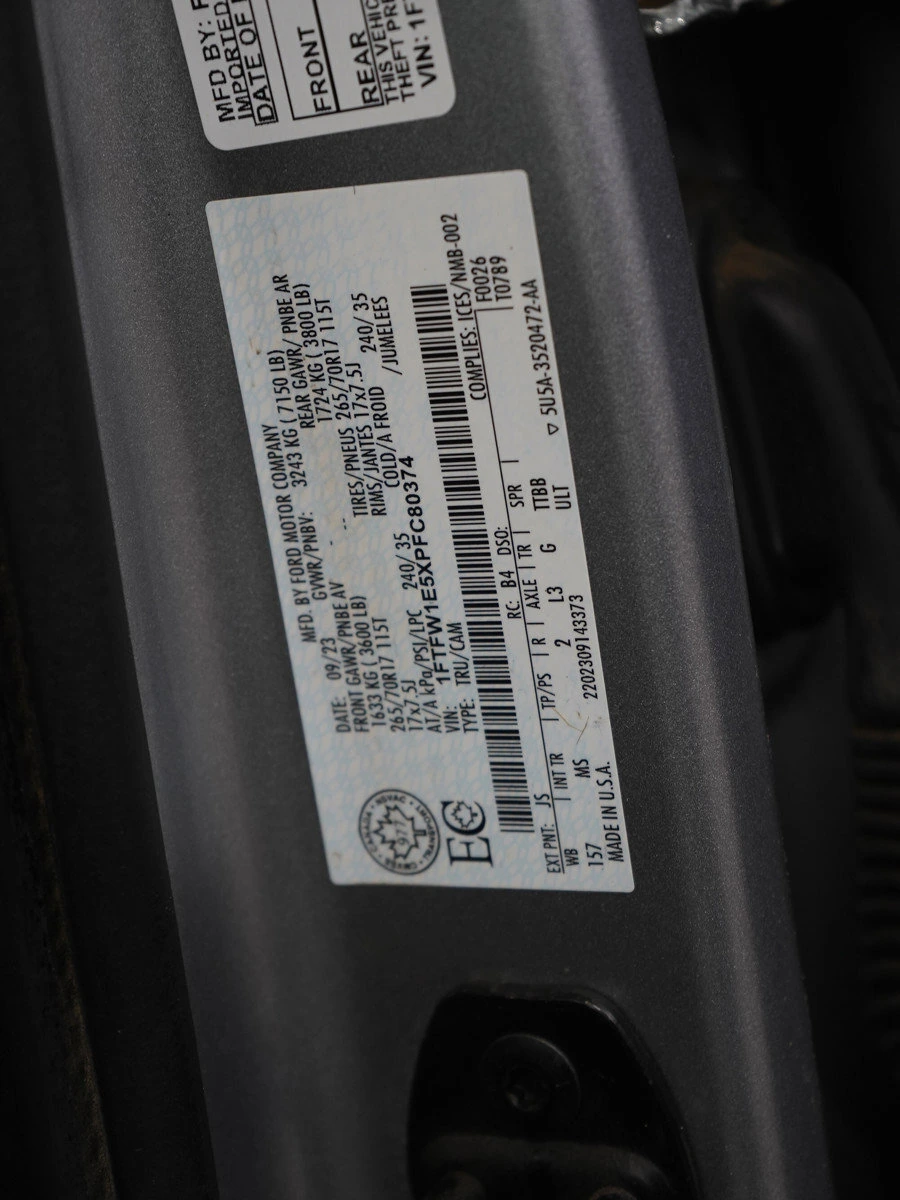 MFD BY: F
IMPORTED
DATE OF
FRONT
REAR
THIS VEHIC
THEFT PRE
VIN: 1F
MFD. BY FORD MOTOR COMPANY
DATE: 09/23 GVWR/PNBV: 3243 KG ( 7150 LB)
FRONT GAWR/PNBE AV REAR GAWR/ PNBE AR
1633 KG ( 3600 LB) 1724 KG ( 3800 LB)
265/70R17 115T TIRES/PNEUS 265/70R17 115T
17x7.5J RIMS/JANTES 17x7.5J
AT/A kPa/PSI/LPC 240/ 35 COLD/A FROID 240/ 35
VIN: 1FTFW1E5XPFC80374 /JUMELEES
TYPE: TRU/CAM
CANADA
977
EC
COMPLIES: ICES/NMB-002
F0026
T0789
EXT PNT: JS RC: B4 DSO:
WB INT TR TP/PS R AXLE TR SPR
157 MS 2 L3 G TTBB
ULT
MADE IN U.S.A. 2202309143373 ▽ 5U5A-3520472-AA